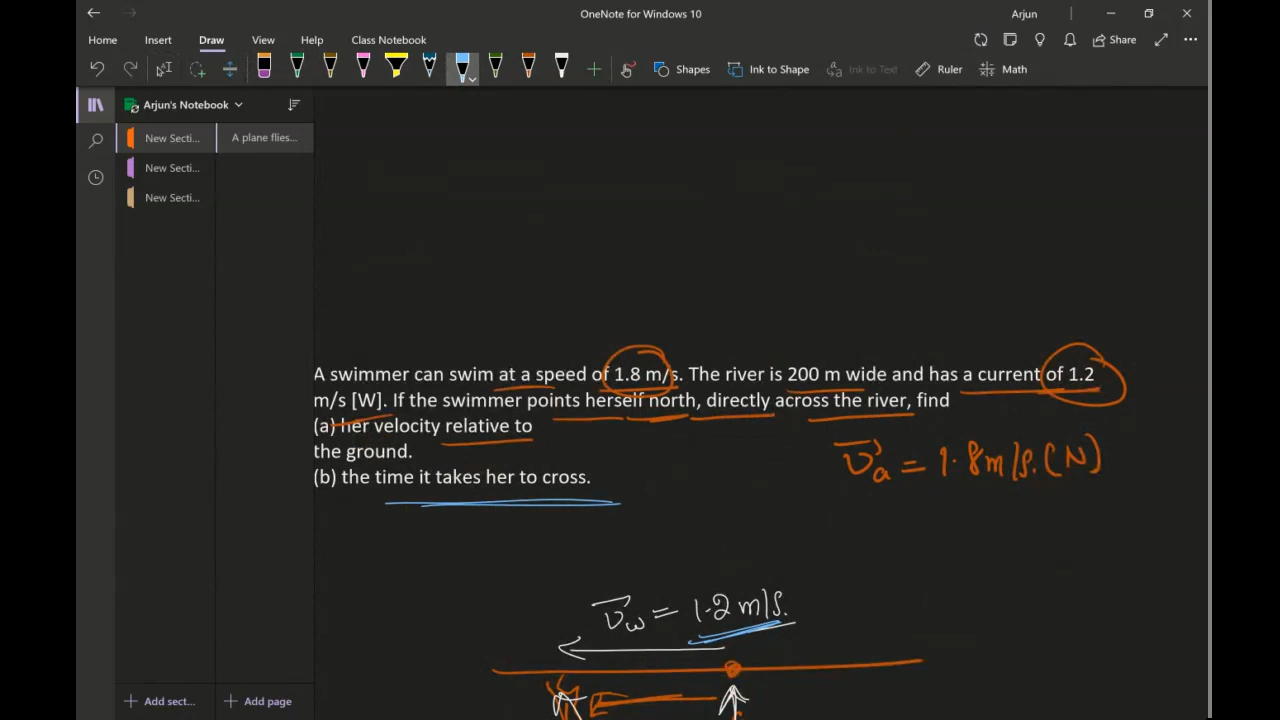 OneNote for Windows 10
Arjun
Home Insert Draw View Help Class Notebook
Share
Shapes Ink to Shape Ink to Text Ruler Math
Arjun's Notebook
New Secti... A plane flies...
New Secti...
New Secti...
A swimmer can swim at a speed of 1.8 m/s. The river is 200 m wide and has a current of 1.2
m/s [W]. If the swimmer points herself north, directly across the river, find
(a) her velocity relative to
the ground.
(b) the time it takes her to cross.
v⃗a = 1.8m/s. (N)
v⃗w = 1.2 m/s.
Add sect... Add page